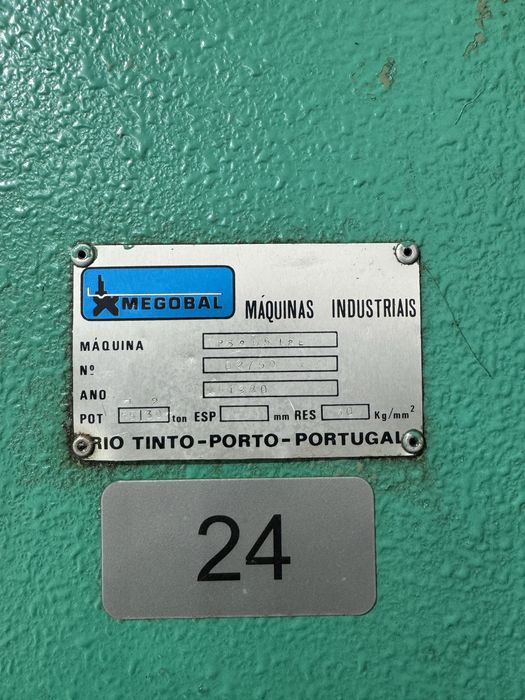 MEGOBAL MÁQUINAS INDUSTRIAIS
MÁQUINA
Nº
ANO
POT ton ESP mm RES Kg/mm²
RIO TINTO-PORTO-PORTUGAL
24